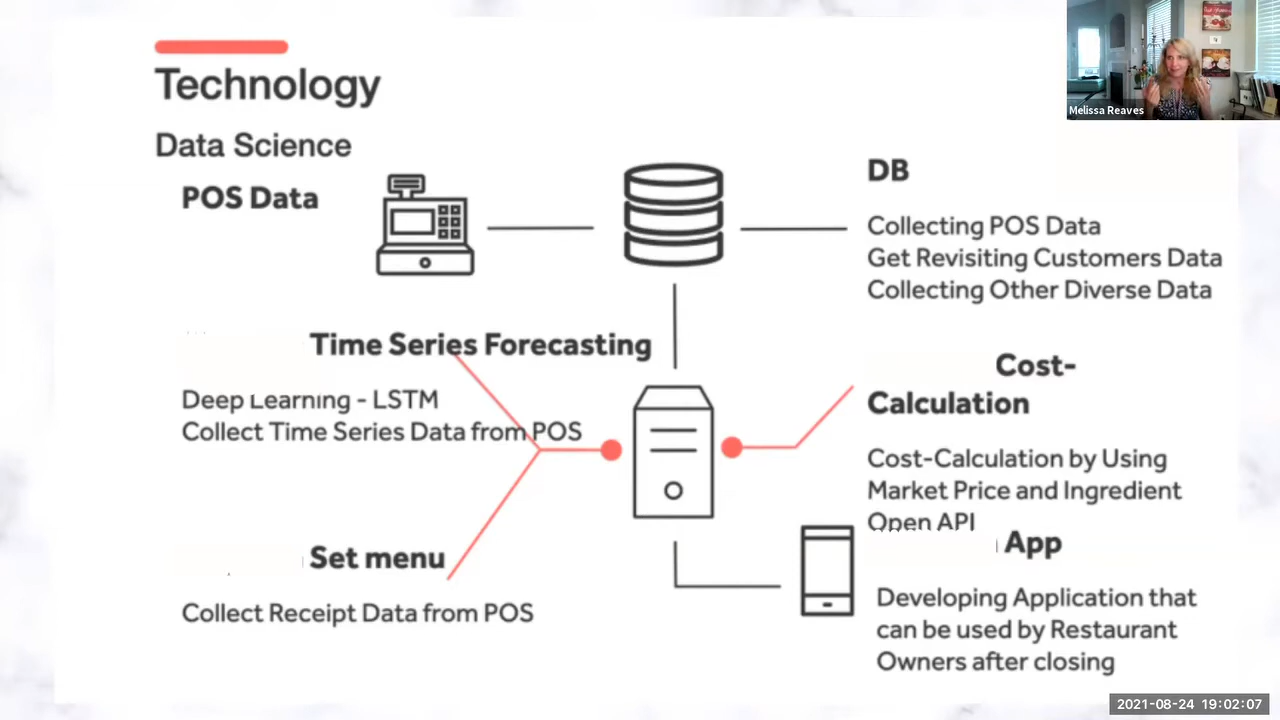 Technology
Data Science
POS Data
DB
Collecting POS Data
Get Revisiting Customers Data
Collecting Other Diverse Data
Time Series Forecasting
Deep Learning - LSTM
Collect Time Series Data from POS
Cost-
Calculation
Cost-Calculation by Using
Market Price and Ingredient
Open API
Set menu
Collect Receipt Data from POS
App
Developing Application that
can be used by Restaurant
Owners after closing
Melissa Reaves
2021-08-24 19:02:07